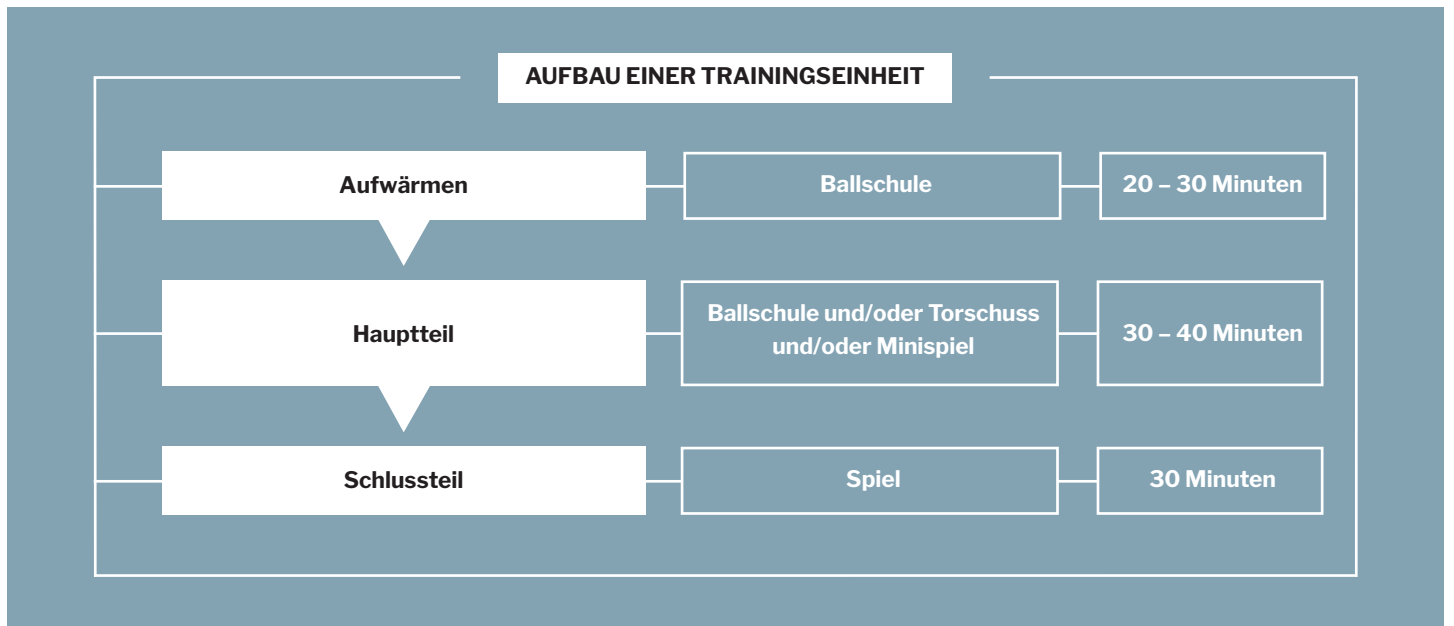 AUFBAU EINER TRAININGSEINHEIT
Aufwärmen
Ballschule
20 – 30 Minuten
Hauptteil
Ballschule und/oder Torschuss
und/oder Minispiel
30 – 40 Minuten
Schlussteil
Spiel
30 Minuten